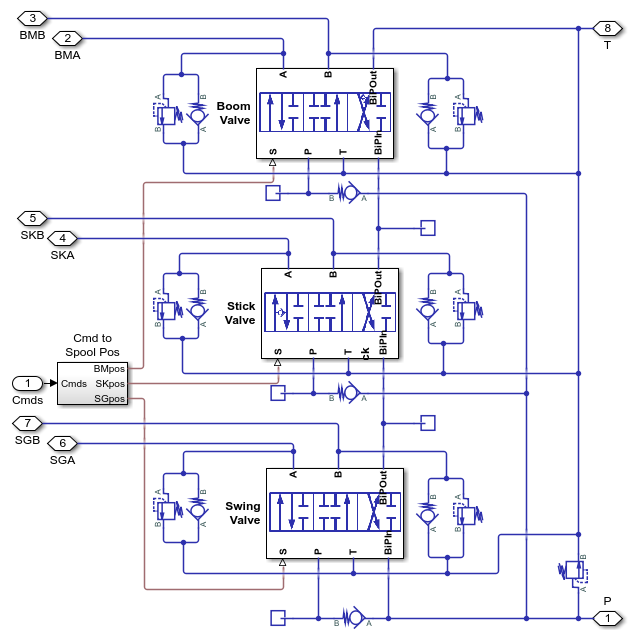 3
BMB
2
BMA
8
T
A
B
BiPOut
Boom
Valve
A
B
B
A
B
A
A
B
S
P
T
BiPIn
B
A
5
SKB
4
SKA
A
B
BiPOut
Stick
Valve
A
B
B
A
B
A
A
B
S
P
T
ck
BiPIn
B
A
Cmd to
Spool Pos
1
Cmds
Cmds
BMpos
SKpos
SGpos
7
SGB
6
SGA
A
B
BiPOut
Swing
Valve
A
B
B
A
B
A
A
B
S
P
T
BiPIn
B
A
B
A
P
1